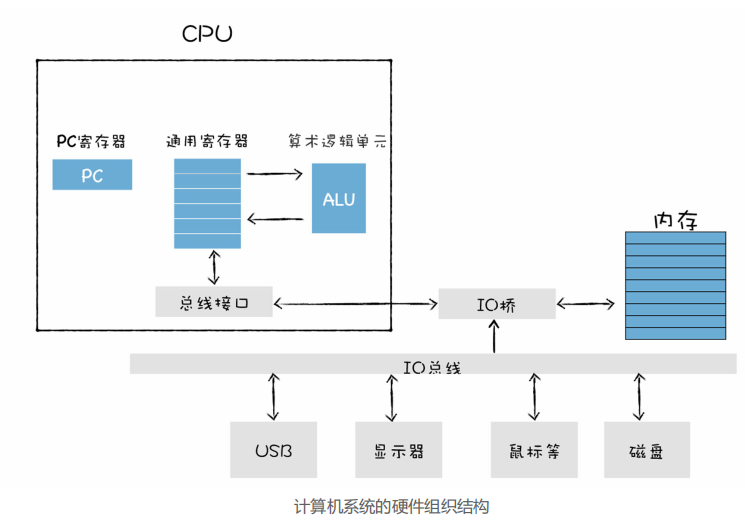 CPU
PC寄存器
通用寄存器
算术逻辑单元
PC
ALU
内存
总线接口
IO桥
IO总线
USB
显示器
鼠标等
磁盘
计算机系统的硬件组织结构